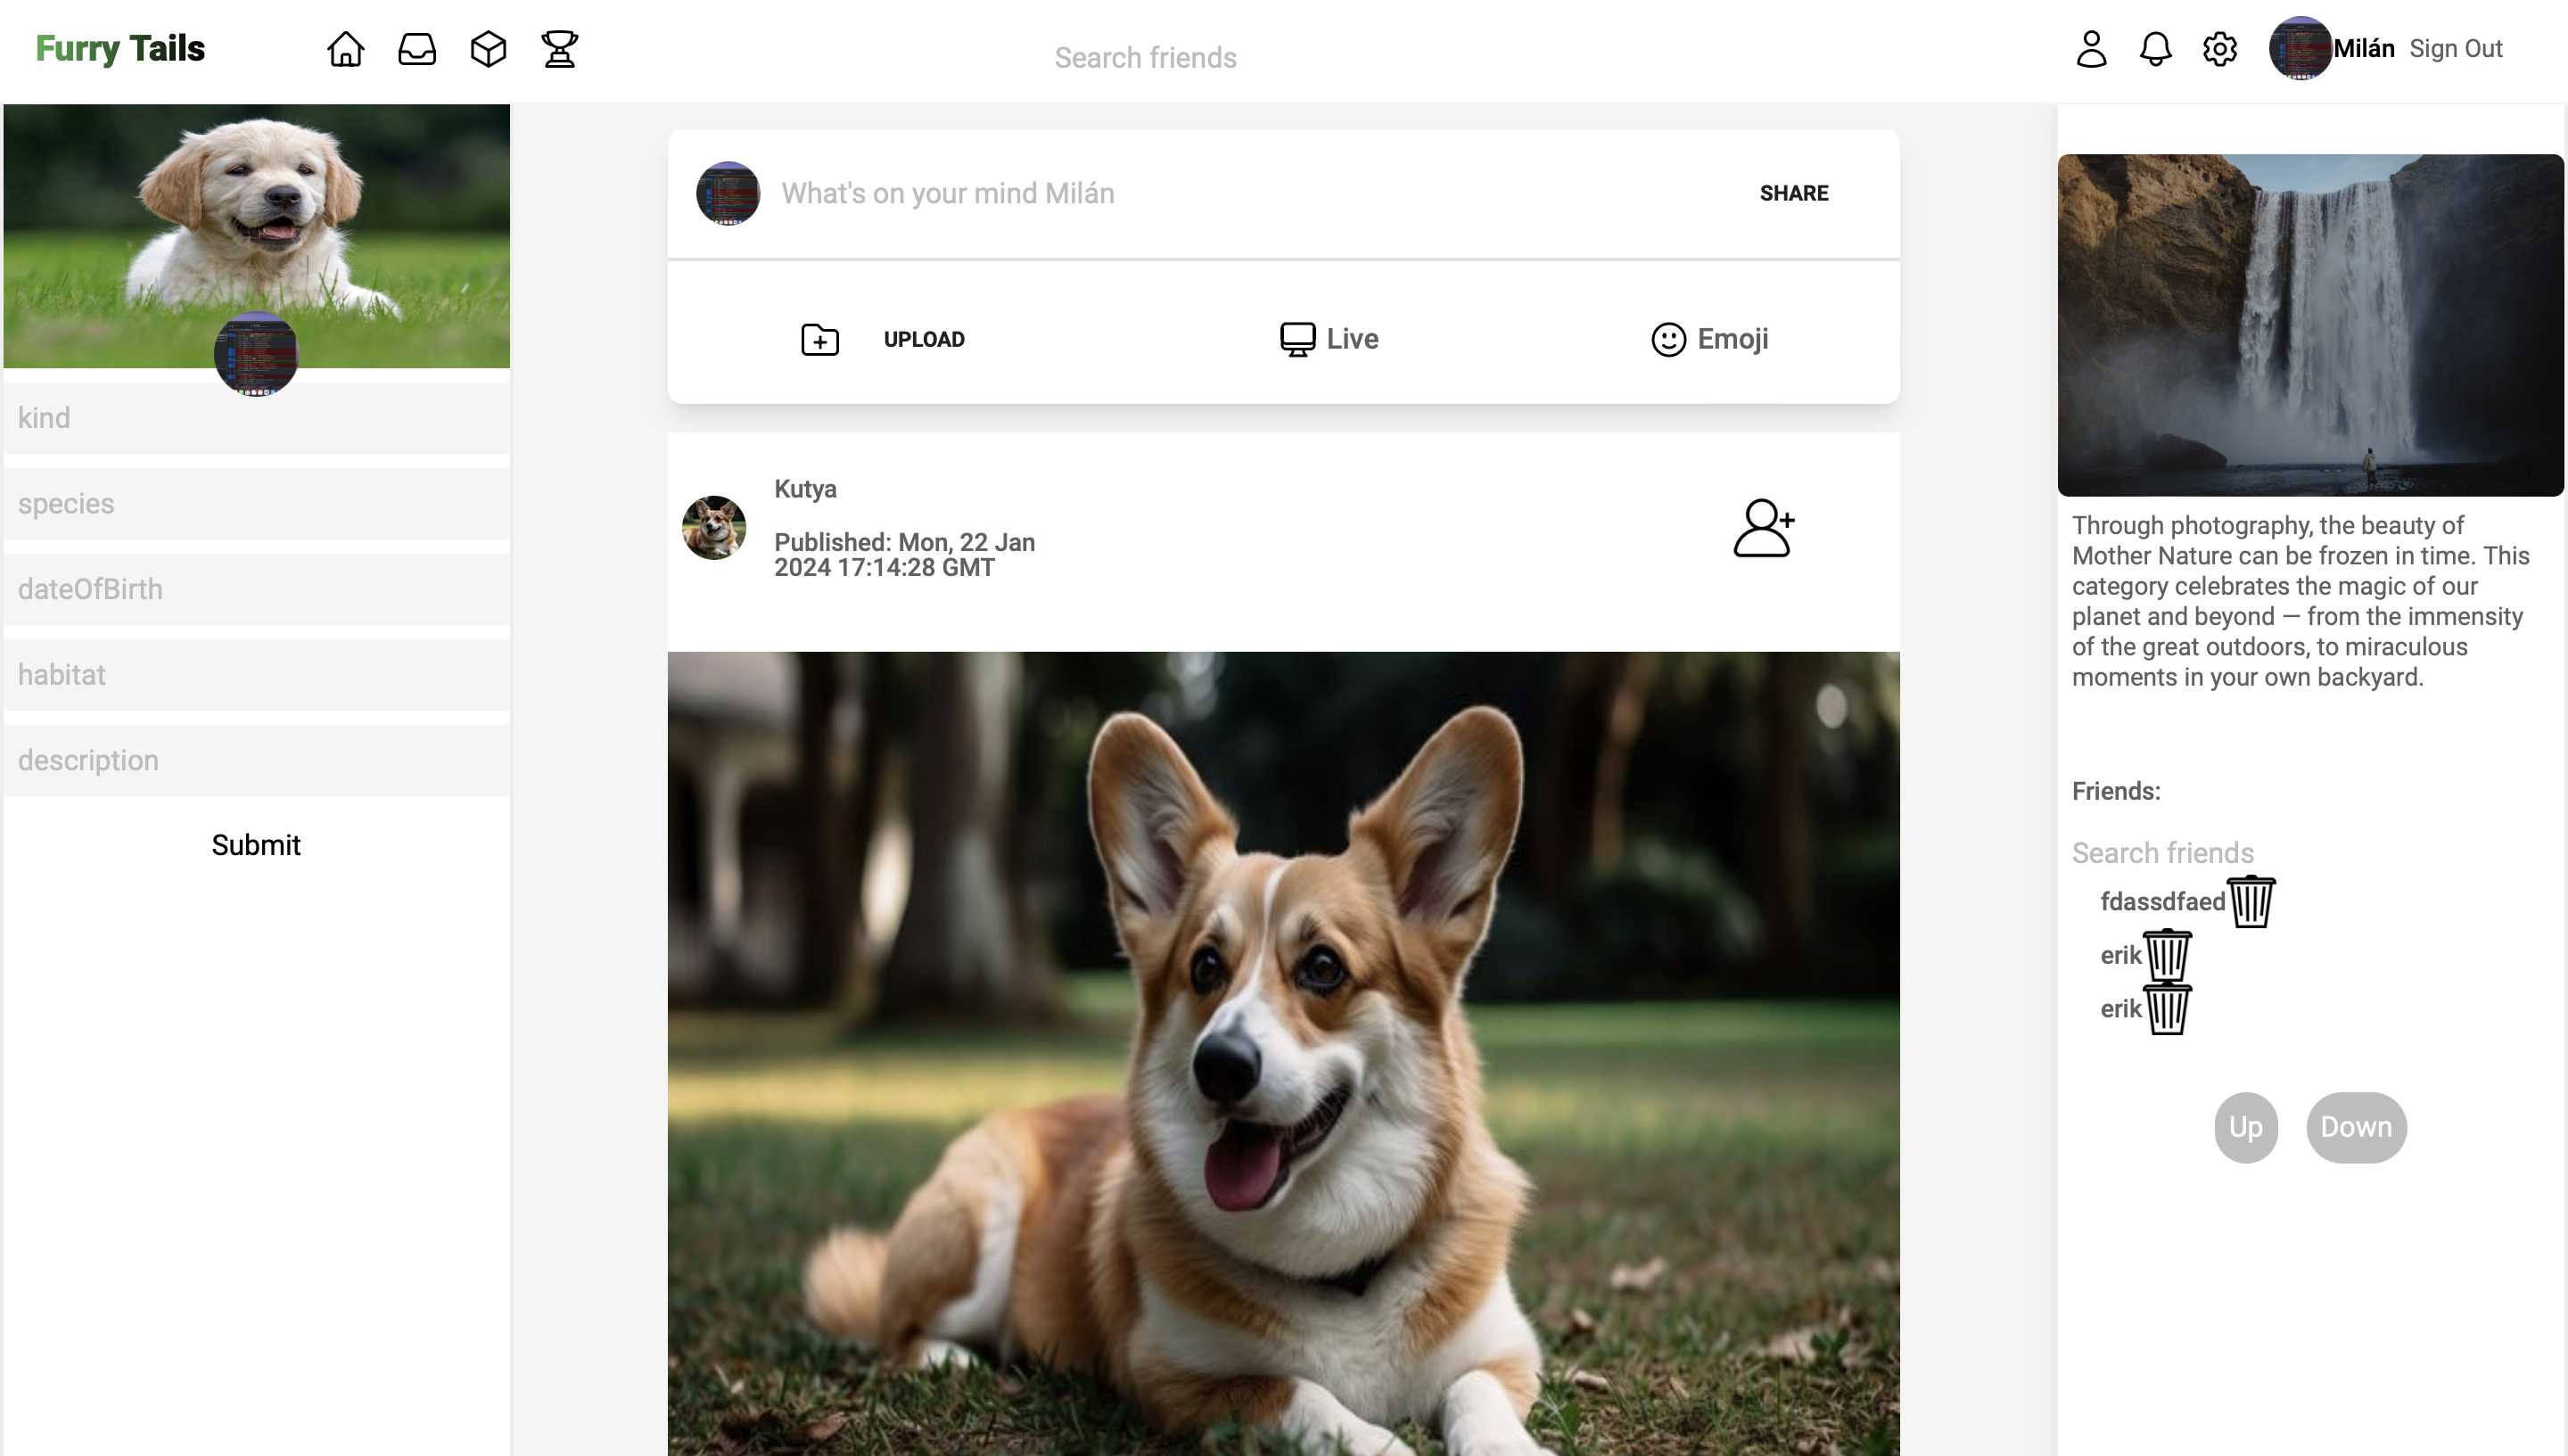 Furry Tails
Search friends
Milán Sign Out
kind
species
dateOfBirth
habitat
description
Submit
What's on your mind Milán
SHARE
UPLOAD
Live
Emoji
Kutya
Published: Mon, 22 Jan
2024 17:14:28 GMT
Through photography, the beauty of
Mother Nature can be frozen in time. This
category celebrates the magic of our
planet and beyond — from the immensity
of the great outdoors, to miraculous
moments in your own backyard.
Friends:
Search friends
fdassdfaed
erik
erik
Up
Down